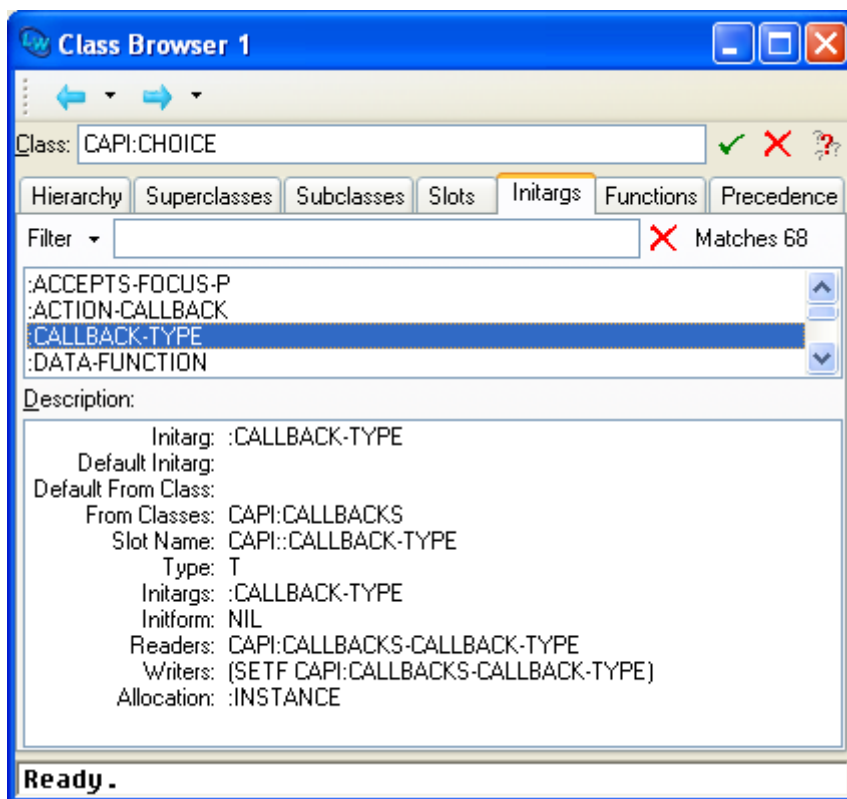 Class Browser 1
Class: CAPI:CHOICE
Hierarchy Superclasses Subclasses Slots Initargs Functions Precedence
Filter Matches 68
:ACCEPTS-FOCUS-P
:ACTION-CALLBACK
:CALLBACK-TYPE
:DATA-FUNCTION
Description:
Initarg: :CALLBACK-TYPE
Default Initarg:
Default From Class:
From Classes: CAPI:CALLBACKS
Slot Name: CAPI::CALLBACK-TYPE
Type: T
Initargs: :CALLBACK-TYPE
Initform: NIL
Readers: CAPI:CALLBACKS-CALLBACK-TYPE
Writers: (SETF CAPI:CALLBACKS-CALLBACK-TYPE)
Allocation: :INSTANCE
Ready.